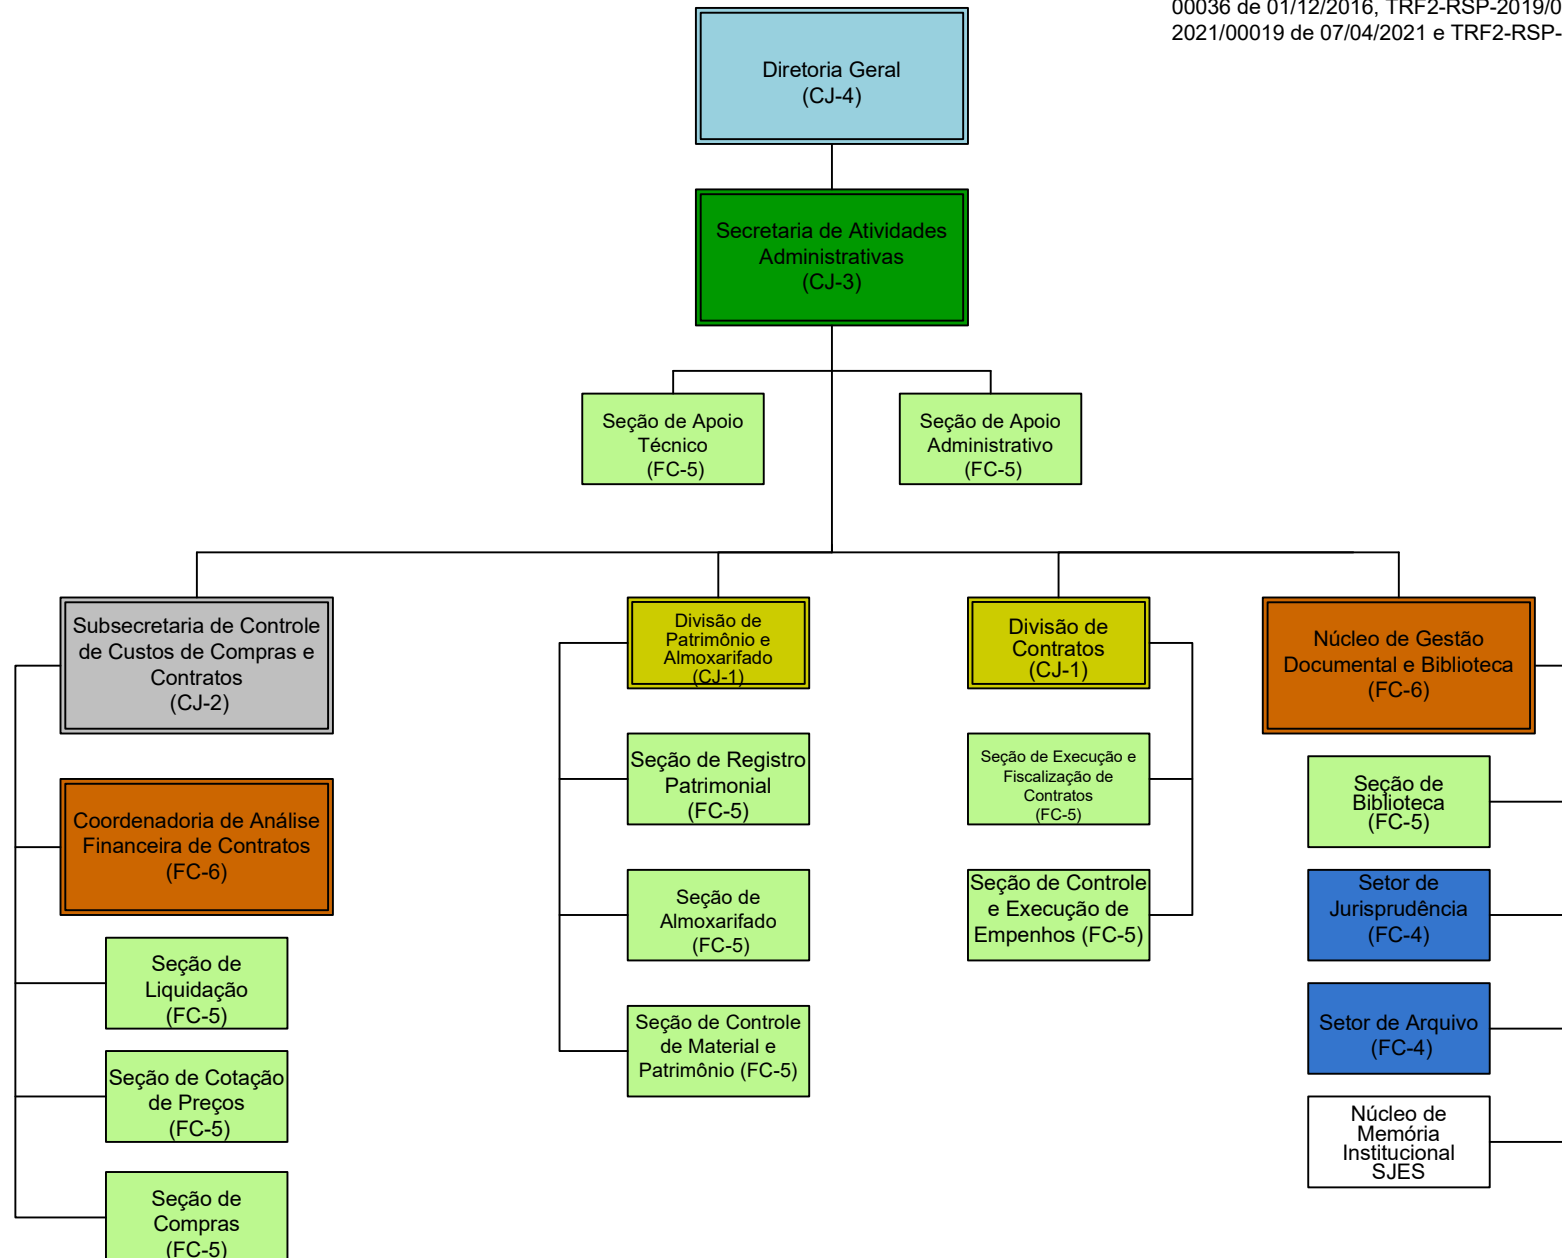 00036 de 01/12/2016, TRF2-RSP-2019/0
2021/00019 de 07/04/2021 e TRF2-RSP-
Diretoria Geral
(CJ-4)
Secretaria de Atividades
Administrativas
(CJ-3)
Seção de Apoio
Técnico
(FC-5)
Seção de Apoio
Administrativo
(FC-5)
Subsecretaria de Controle
de Custos de Compras e
Contratos
(CJ-2)
Coordenadoria de Análise
Financeira de Contratos
(FC-6)
Seção de
Liquidação
(FC-5)
Seção de Cotação
de Preços
(FC-5)
Seção de
Compras
(FC-5)
Divisão de
Patrimônio e
Almoxarifado
(CJ-1)
Seção de Registro
Patrimonial
(FC-5)
Seção de
Almoxarifado
(FC-5)
Seção de Controle
de Material e
Patrimônio (FC-5)
Divisão de
Contratos
(CJ-1)
Seção de Execução e
Fiscalização de
Contratos
(FC-5)
Seção de Controle
e Execução de
Empenhos (FC-5)
Núcleo de Gestão
Documental e Biblioteca
(FC-6)
Seção de
Biblioteca
(FC-5)
Setor de
Jurisprudência
(FC-4)
Setor de Arquivo
(FC-4)
Núcleo de
Memória
Institucional
SJES